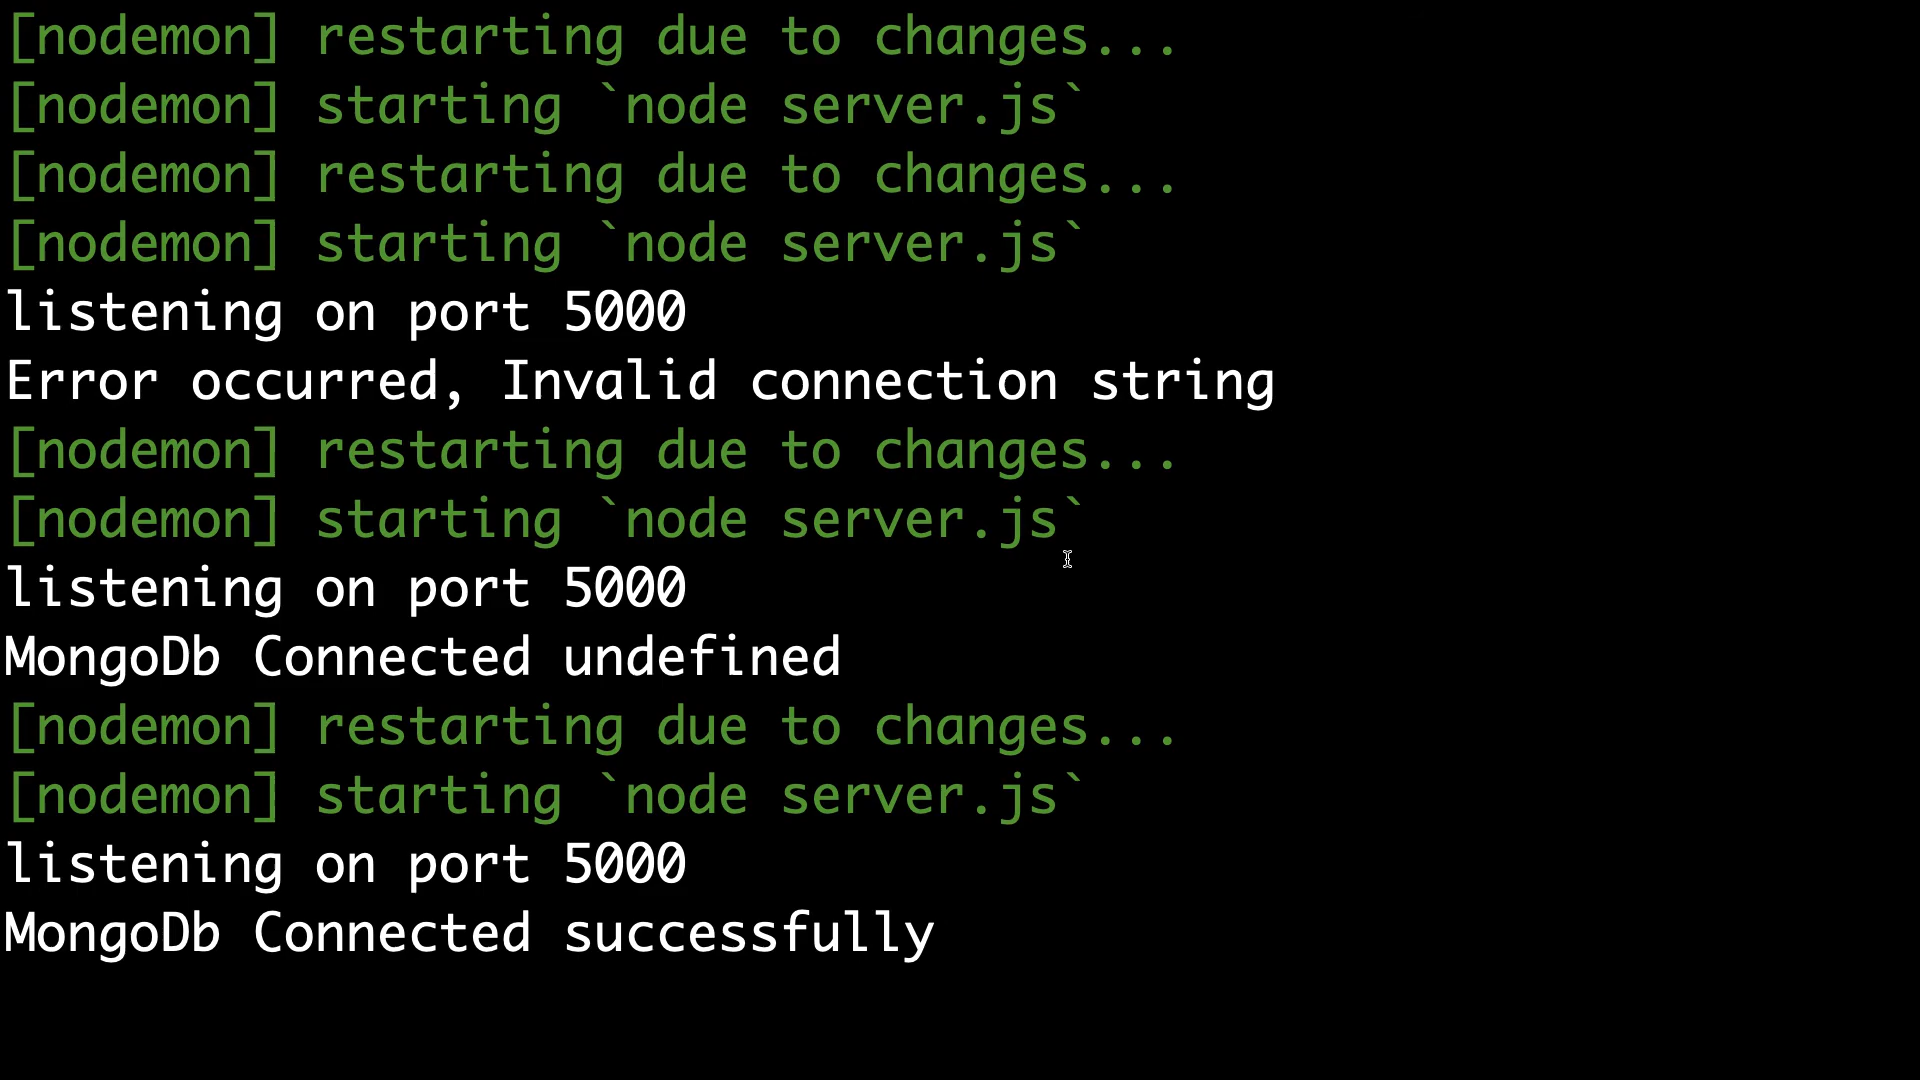 [nodemon] restarting due to changes...
[nodemon] starting `node server.js`
[nodemon] restarting due to changes...
[nodemon] starting `node server.js`
listening on port 5000
Error occurred, Invalid connection string
[nodemon] restarting due to changes...
[nodemon] starting `node server.js`
listening on port 5000
MongoDb Connected undefined
[nodemon] restarting due to changes...
[nodemon] starting `node server.js`
listening on port 5000
MongoDb Connected successfully